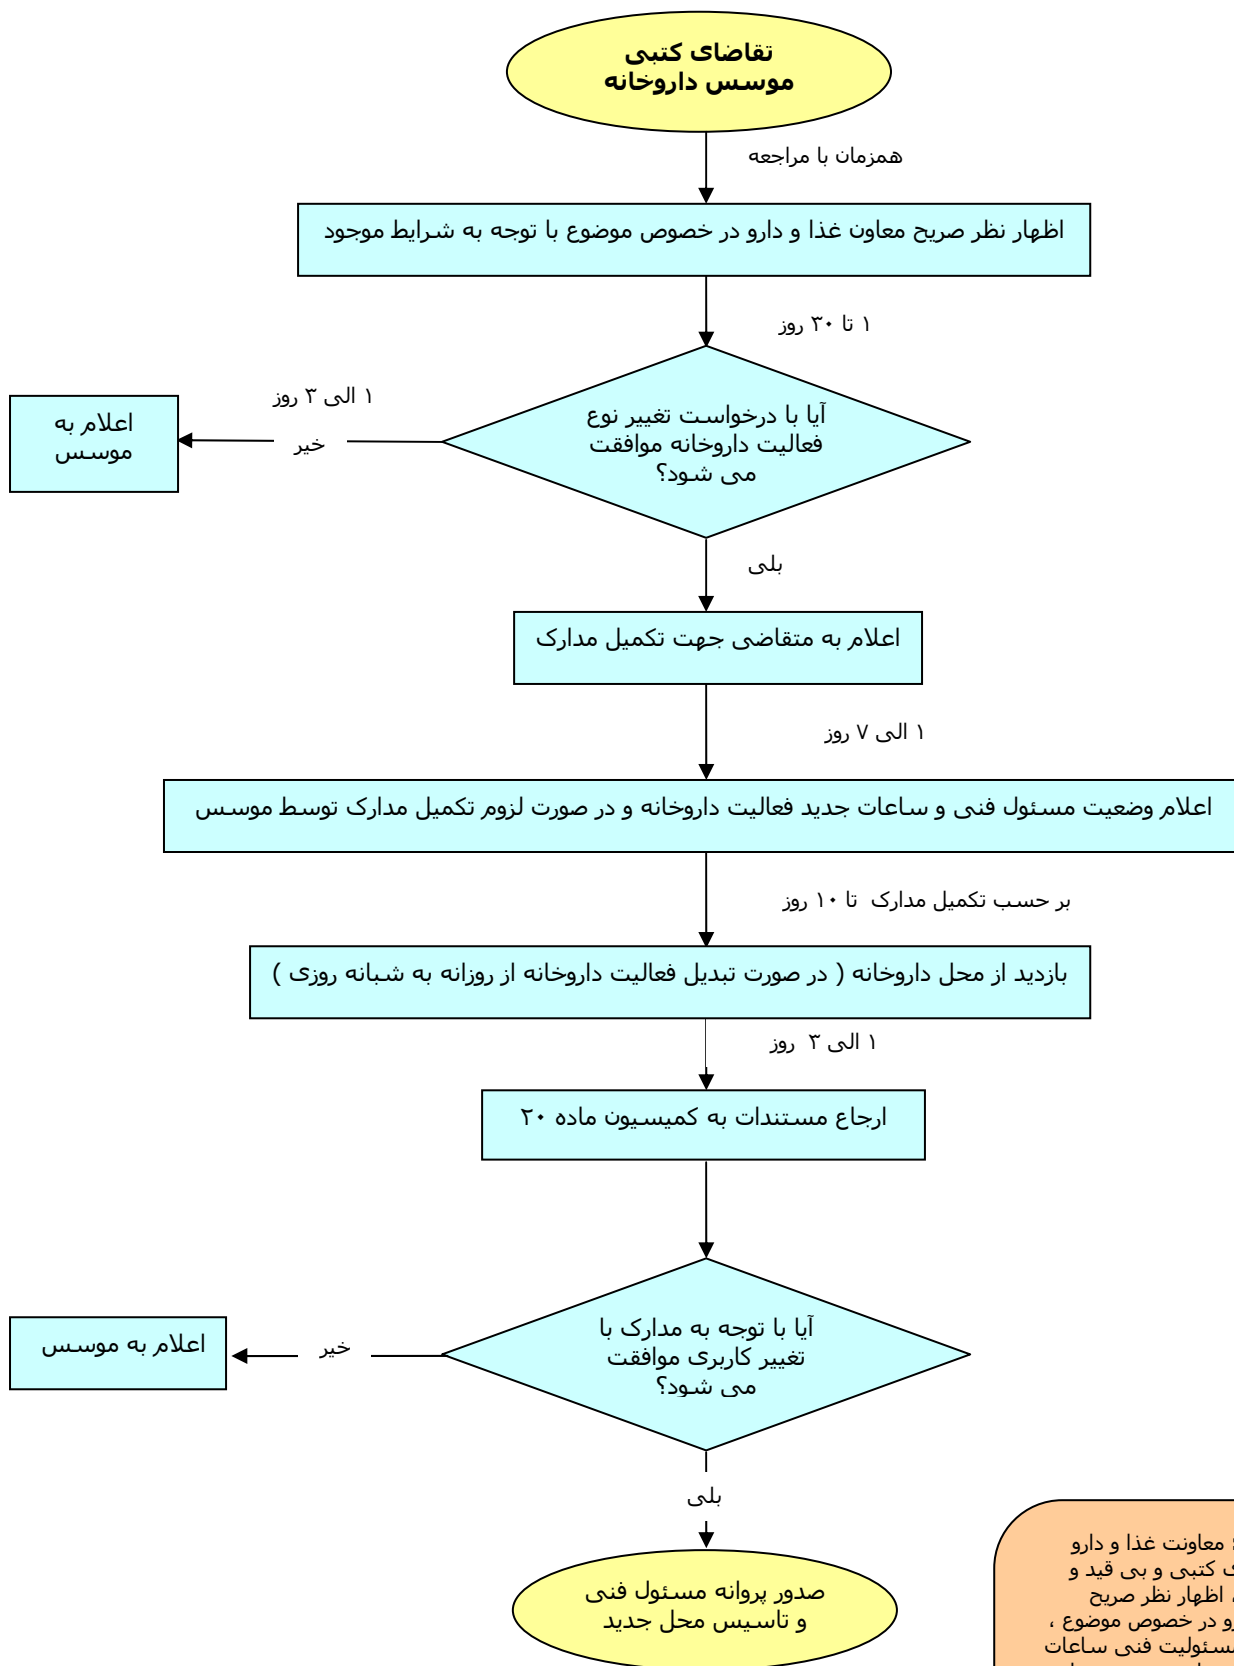 تقاضای کتبی
موسس داروخانه
همزمان با مراجعه
اظهار نظر صریح معاون غذا و دارو در خصوص موضوع با توجه به شرایط موجود
۱ تا ۳۰ روز
آیا با درخواست تغییر نوع
فعالیت داروخانه موافقت
می شود؟
۱ الی ۳ روز
خیر
اعلام به
موسس
بلی
اعلام به متقاضی جهت تکمیل مدارک
۱ الی ۷ روز
اعلام وضعیت مسئول فنی و ساعات جدید فعالیت داروخانه و در صورت لزوم تکمیل مدارک توسط موسس
بر حسب تکمیل مدارک تا ۱۰ روز
بازدید از محل داروخانه ( در صورت تبدیل فعالیت داروخانه از روزانه به شبانه روزی )
۱ الی ۳ روز
ارجاع مستندات به کمیسیون ماده ۲۰
آیا با توجه به مدارک با
تغییر کاربری موافقت
می شود؟
خیر
اعلام به موسس
بلی
صدور پروانه مسئول فنی
و تاسیس محل جدید
معاونت غذا و دارو
کتبی و بی قید و
، اظهار نظر صریح
در خصوص موضوع ،
مسئولیت فنی ساعات